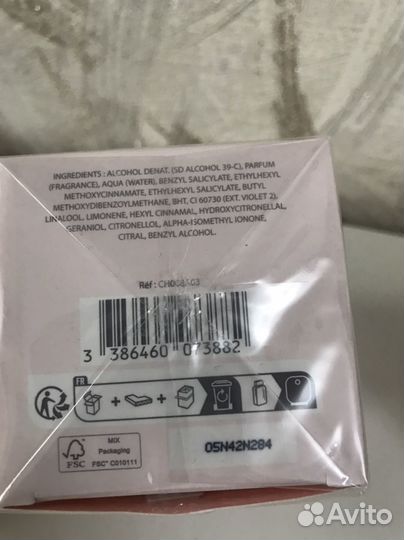 INGREDIENTS : ALCOHOL DENAT. (SD ALCOHOL 39-C), PARFUM
(FRAGRANCE), AQUA (WATER), BENZYL SALICYLATE, ETHYLHEXYL
METHOXYCINNAMATE, ETHYLHEXYL SALICYLATE, BUTYL
METHOXYDIBENZOYLMETHANE, BHT, CI 60730 (EXT. VIOLET 2),
LINALOOL, LIMONENE, HEXYL CINNAMAL, HYDROXYCITRONELLAL,
GERANIOL, CITRONELLOL, ALPHA-ISOMETHYL IONONE,
CITRAL, BENZYL ALCOHOL.
Réf :
3 386460 073882
FR
FSC
MIX
Packaging
FSC® C010111
05N42N284
Avito